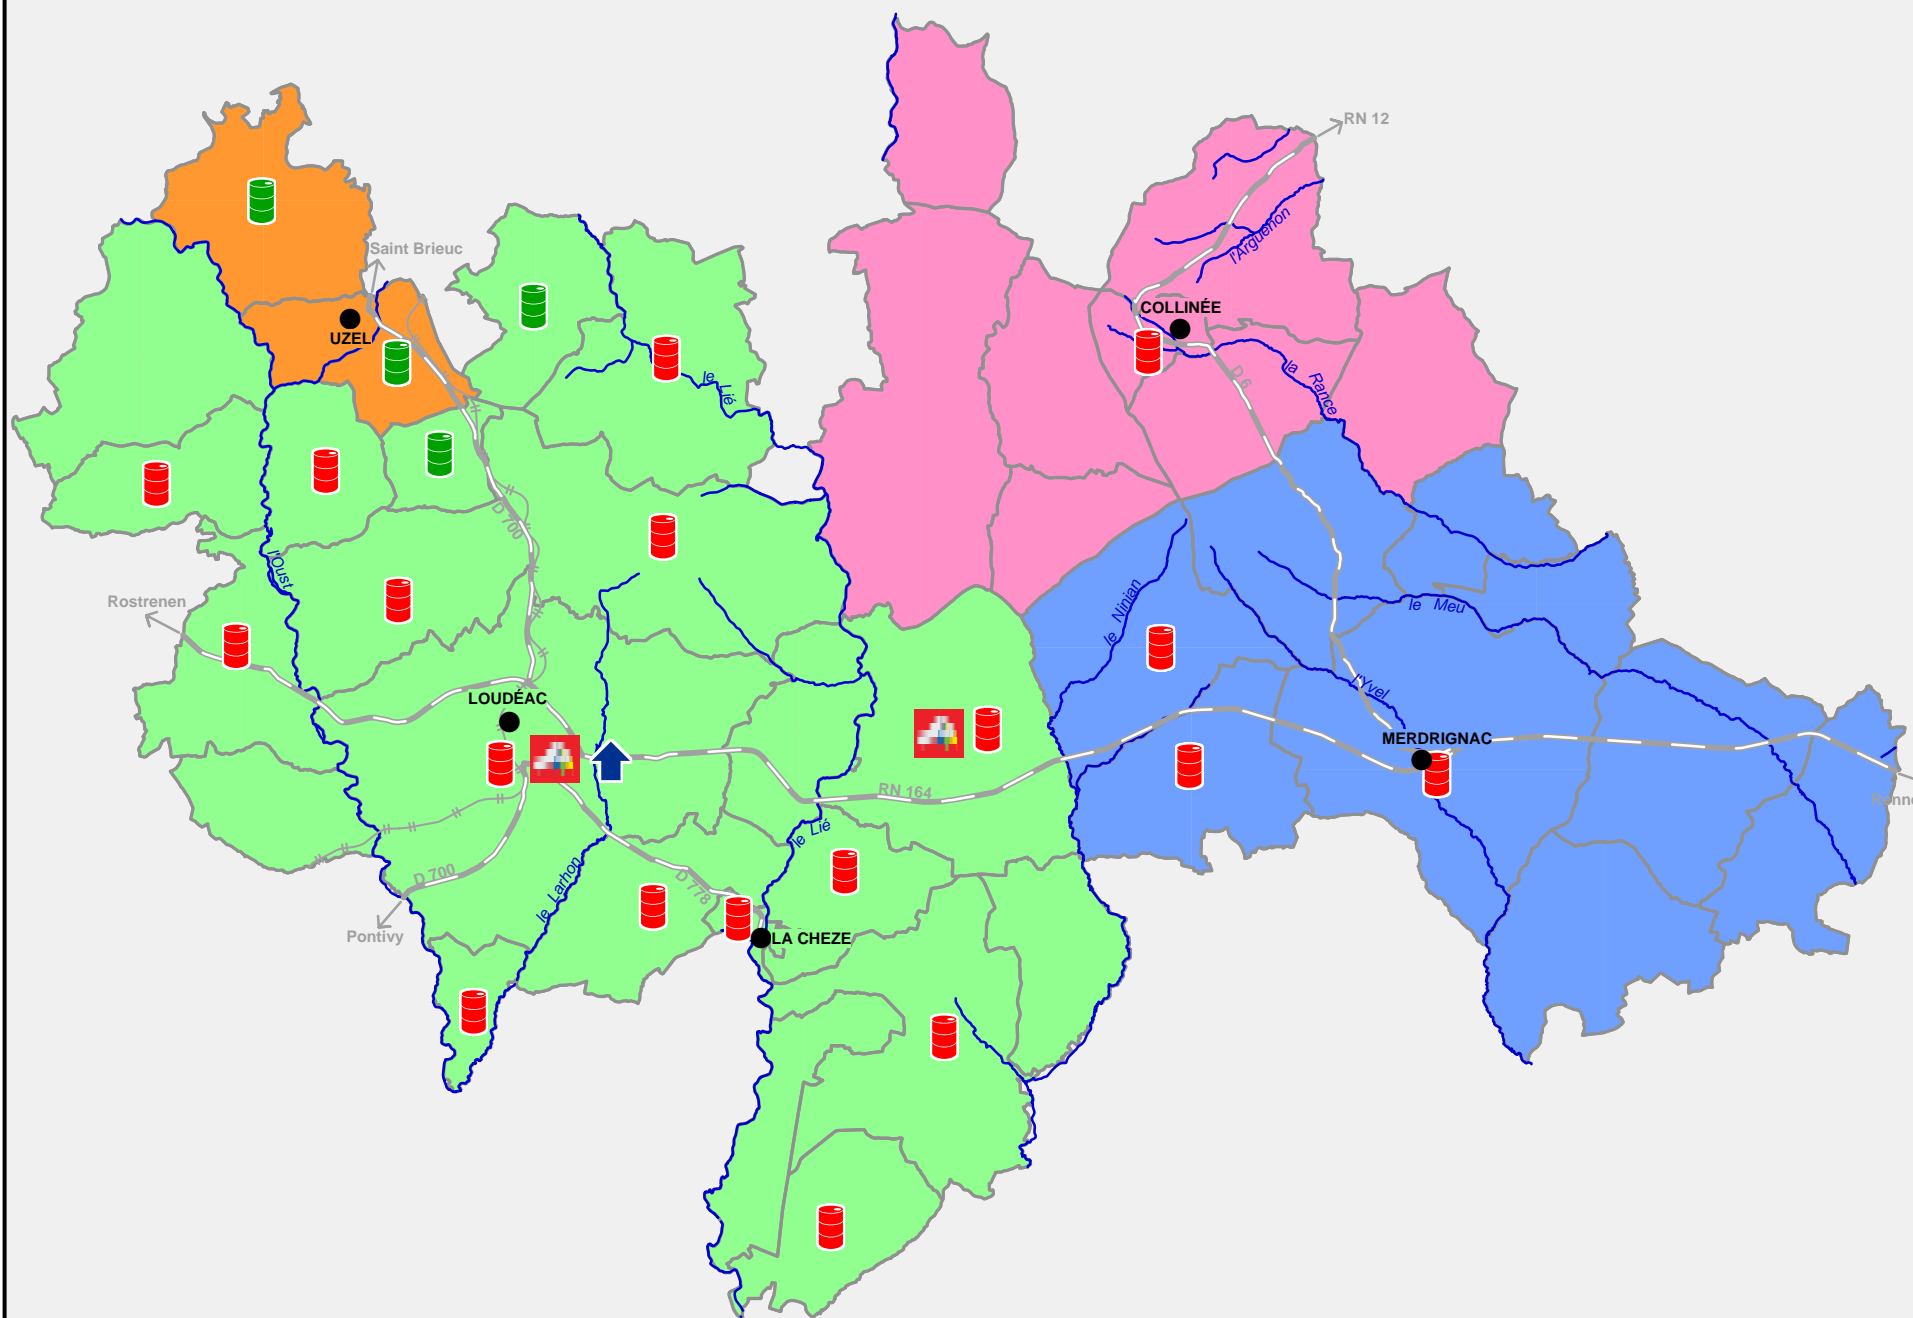 RN 12
Saint Brieuc
l'Arguenon
COLLINÉE
UZEL
le Lié
D 6
la Rance
D 700
l'Oust
Rostrenen
le Ninian
le Meu
l'Yvel
LOUDÉAC
MERDRIGNAC
RN 164
Renne
le Lié
D 700
le Larhon
D 778
Pontivy
LA CHEZE